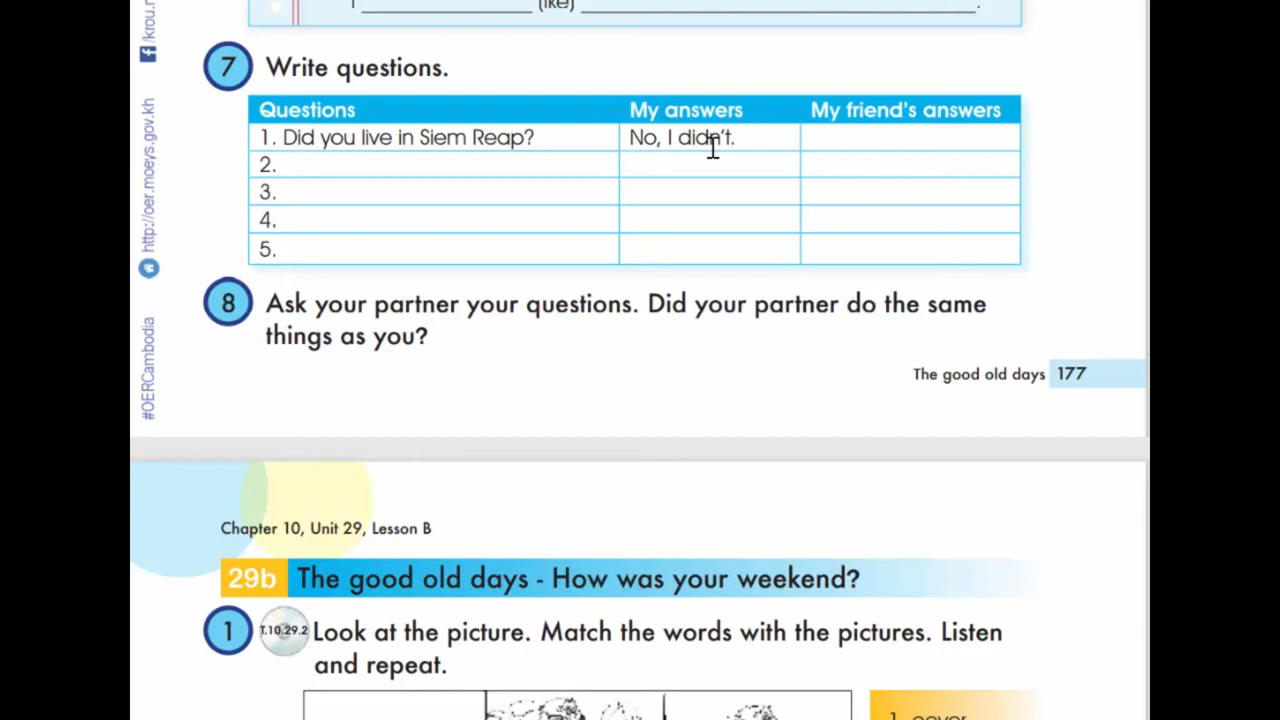 I ____________________ (like) ________________________________________________.
7 Write questions.
Questions My answers My friend's answers
1. Did you live in Siem Reap? No, I didn't.
2.
3.
4.
5.
8 Ask your partner your questions. Did your partner do the same
things as you?
The good old days 177
#OERCambodia http://oer.moeys.gov.kh
Chapter 10, Unit 29, Lesson B
29b The good old days - How was your weekend?
1 T.10.29.2 Look at the picture. Match the words with the pictures. Listen
and repeat.